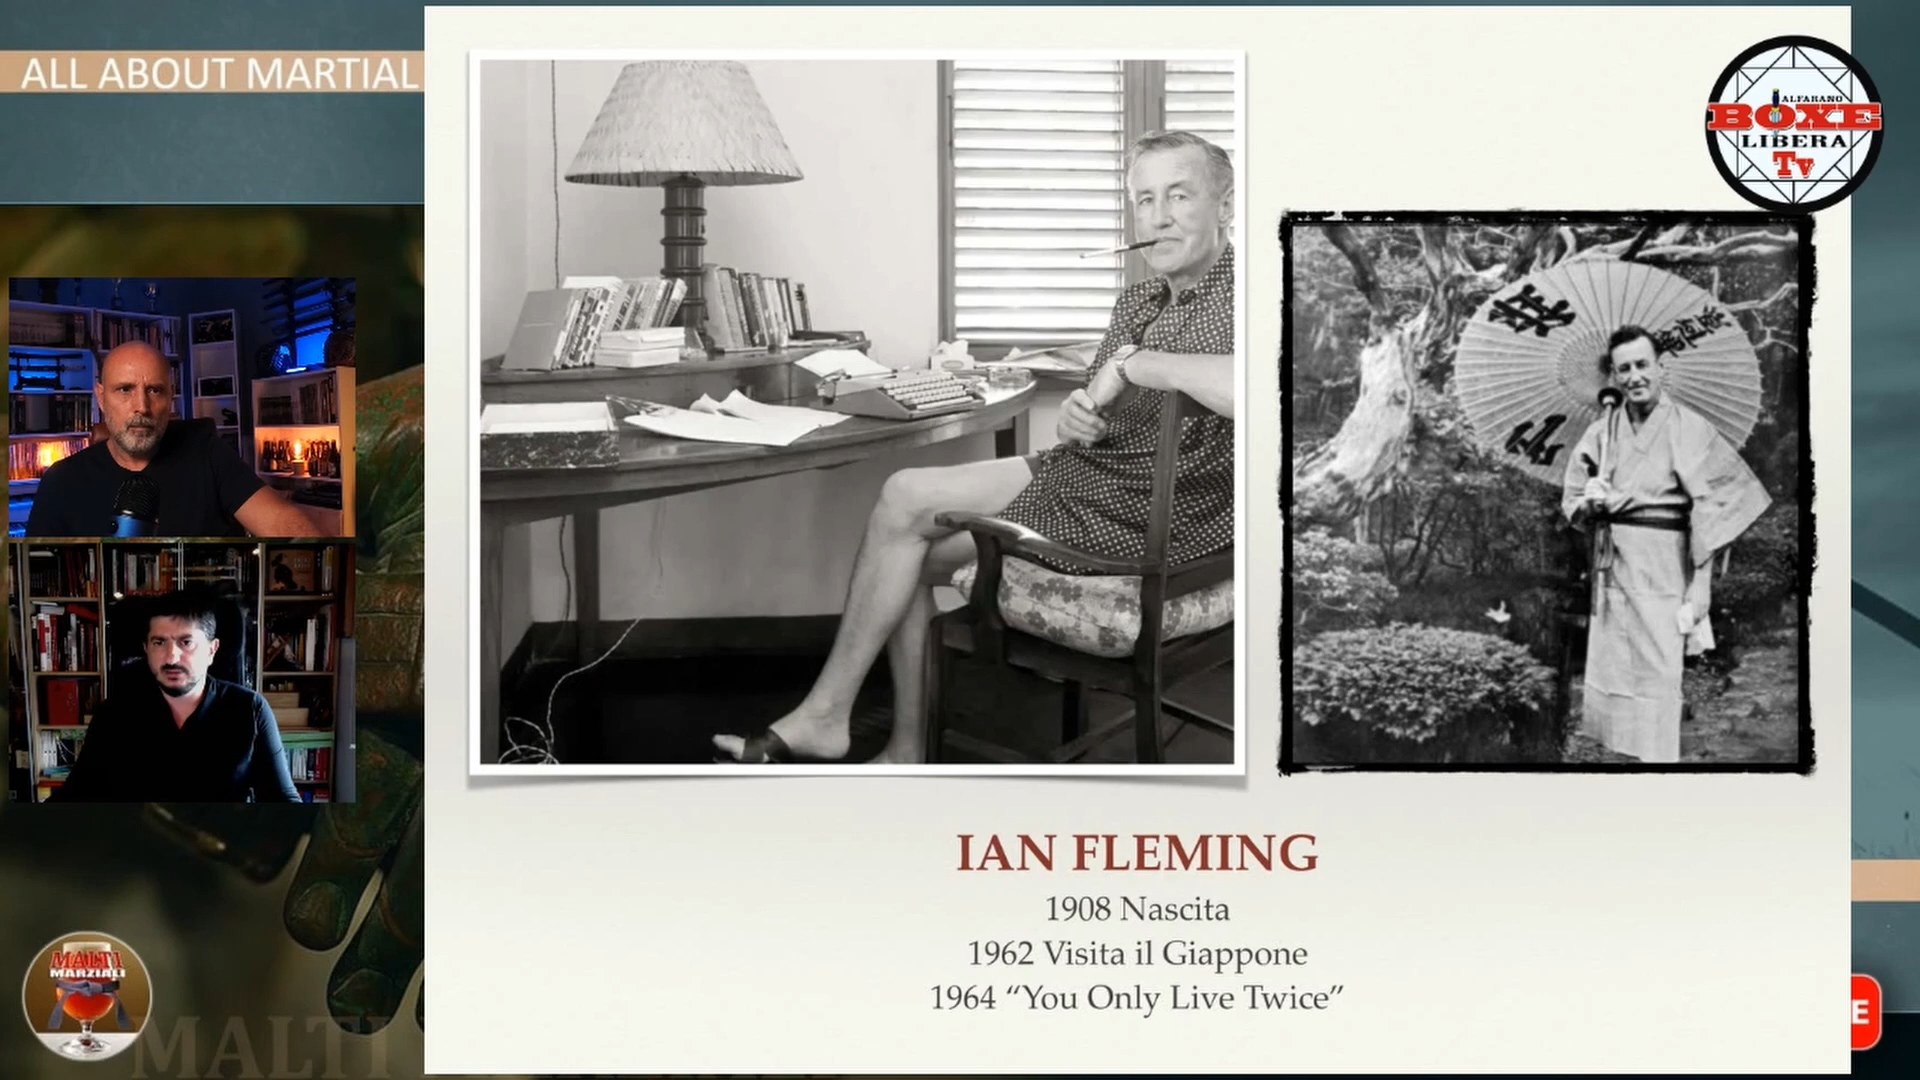 ALL ABOUT MARTIAL
ALFARANO
BOXE
LIBERA
Tv
IAN FLEMING
1908 Nascita
1962 Visita il Giappone
1964 “You Only Live Twice”
MALTI
MARZIALI
MALTI
E